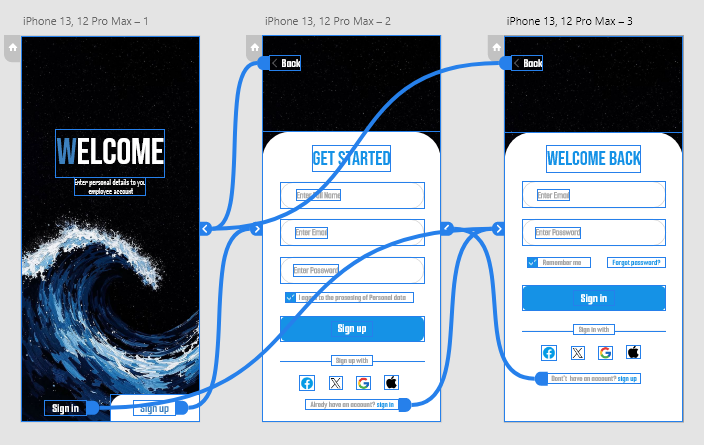 iPhone 13, 12 Pro Max – 1
WELCOME
Enter personal details to you
employee account
Sign in
Sign up
iPhone 13, 12 Pro Max – 2
Back
GET STARTED
Enter Full Name
Enter Email
Enter Password
I agree to the processing of Personal data
Sign up
Sign up with
Already have an account? sign in
iPhone 13, 12 Pro Max – 3
Back
WELCOME BACK
Enter Email
Enter Password
Remember me
Forgot password?
Sign in
Sign in with
Don't have an account? sign up